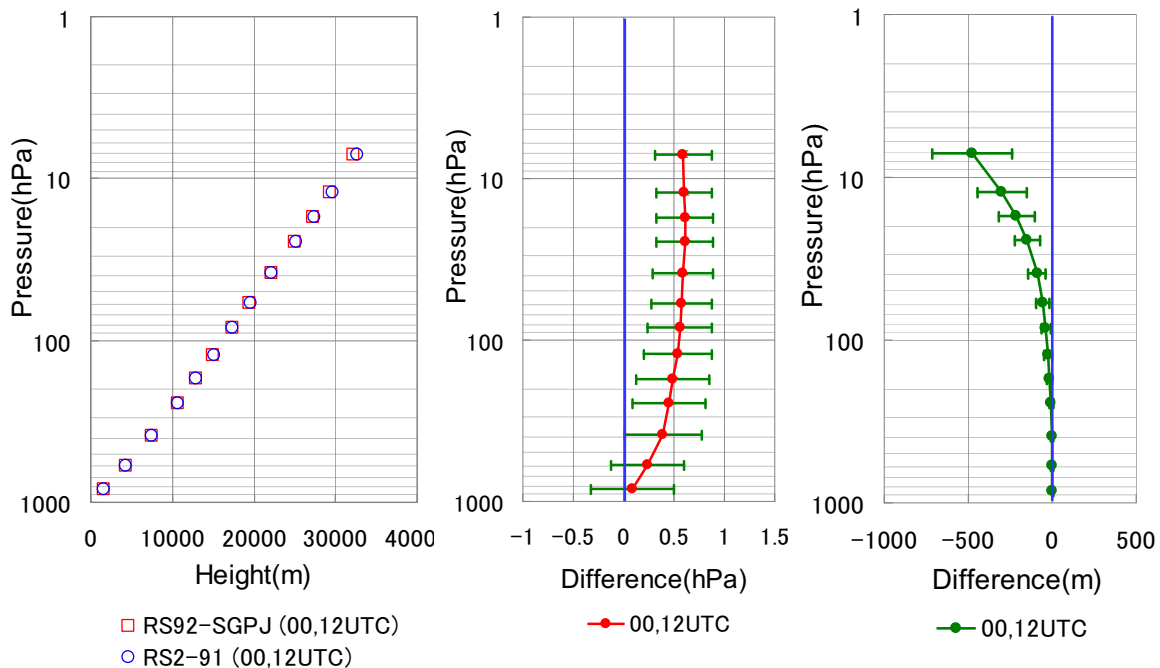 1
10
100
1000
Pressure(hPa)
0
10000
20000
30000
4000
Height(m)
RS92-SGPJ (00,12UTC)
RS2-91 (00,12UTC)
1
10
100
1000
Pressure(hPa)
−1
−0.5
0
0.5
1
1.5
Difference(hPa)
00,12UTC
1
10
100
1000
Pressure(hPa)
−1000
−500
0
500
Difference(m)
00,12UTC